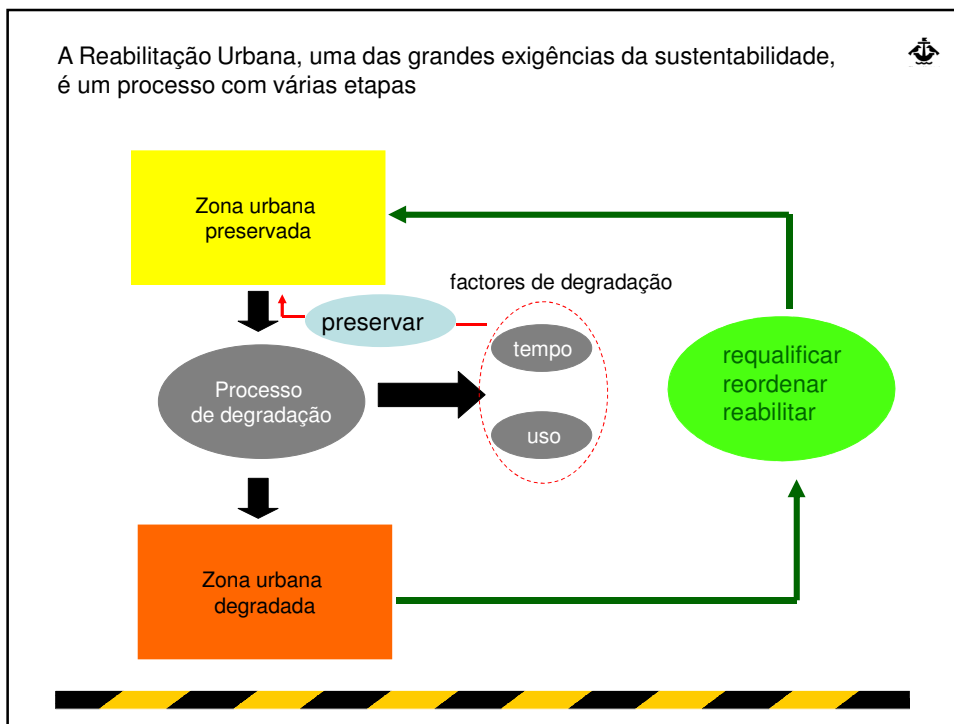 A Reabilitação Urbana, uma das grandes exigências da sustentabilidade,
é um processo com várias etapas
Zona urbana
preservada
factores de degradação
preservar
tempo
requalificar
reordenar
reabilitar
Processo
de degradação
uso
Zona urbana
degradada